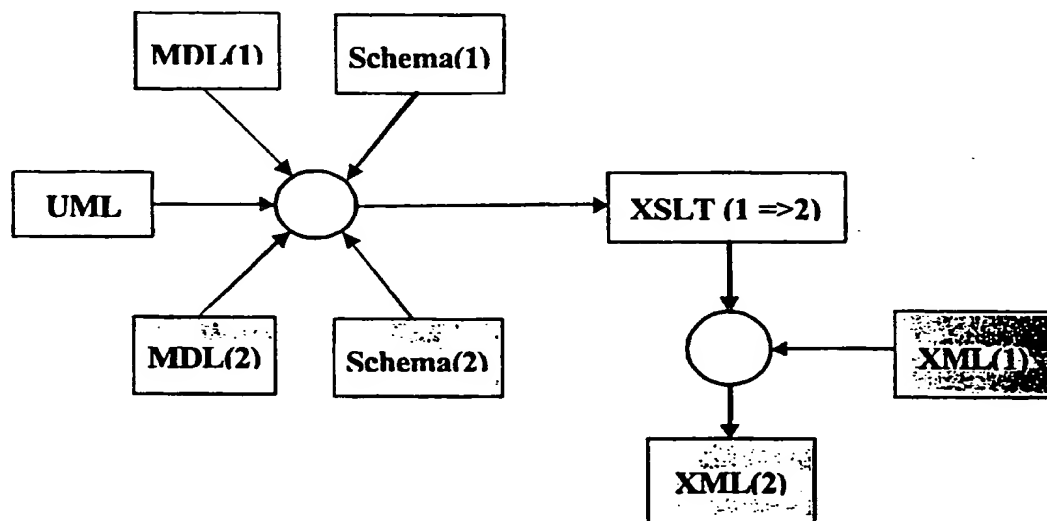 MDL(1)
Schema(1)
UML
XSLT (1 =>2)
MDL(2)
Schema(2)
XML(1)
XML(2)